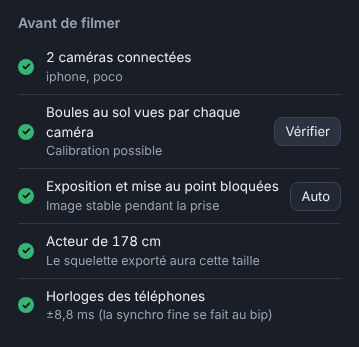 Avant de filmer
2 caméras connectées
iphone, poco
Boules au sol vues par chaque
caméra
Calibration possible
Vérifier
Exposition et mise au point bloquées
Image stable pendant la prise
Auto
Acteur de 178 cm
Le squelette exporté aura cette taille
Horloges des téléphones
±8,8 ms (la synchro fine se fait au bip)